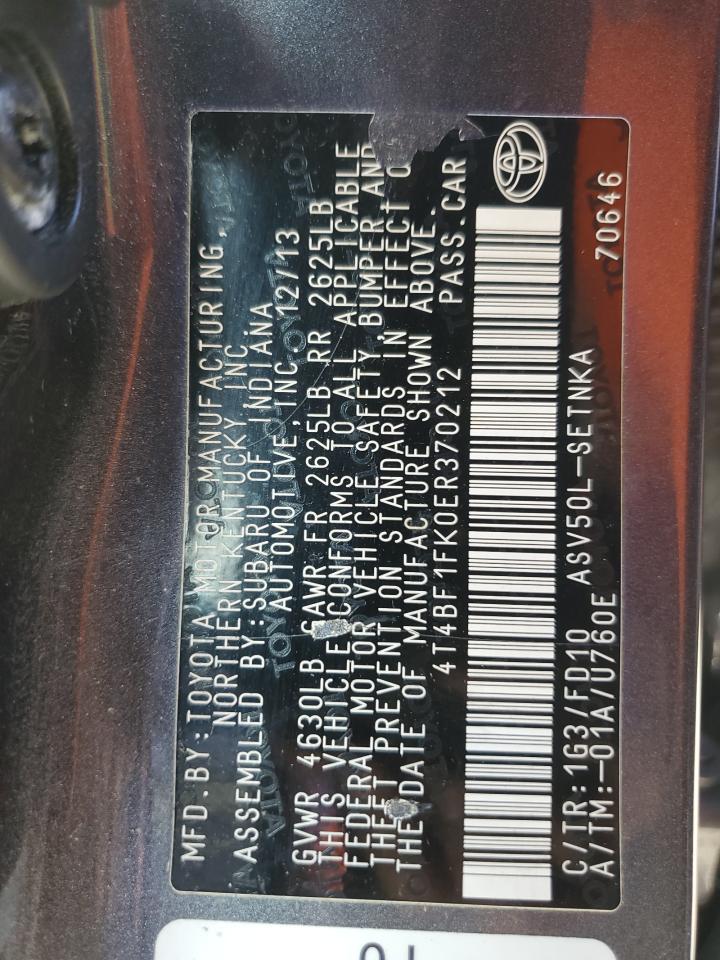 MFD.BY:TOYOTA MOTOR MANUFACTURING,
NORTHERN KENTUCKY INC.
ASSEMBLED BY:SUBARU OF INDIANA
AUTOMOTIVE,INC. 12/13
GVWR 4630LB GAWR FR 2625LB RR 2625LB
THIS VEHICLE CONFORMS TO ALL APPLICABLE
FEDERAL MOTOR VEHICLE SAFETY, BUMPER AND
THEFT PREVENTION STANDARDS IN EFFECT O
THE DATE OF MANUFACTURE SHOWN ABOVE.
4T4BF1FK0ER370212 PASS.CAR
C/TR:1G3/FD10 ASV50L-SETNKA
A/TM:-01A/U760E 70646